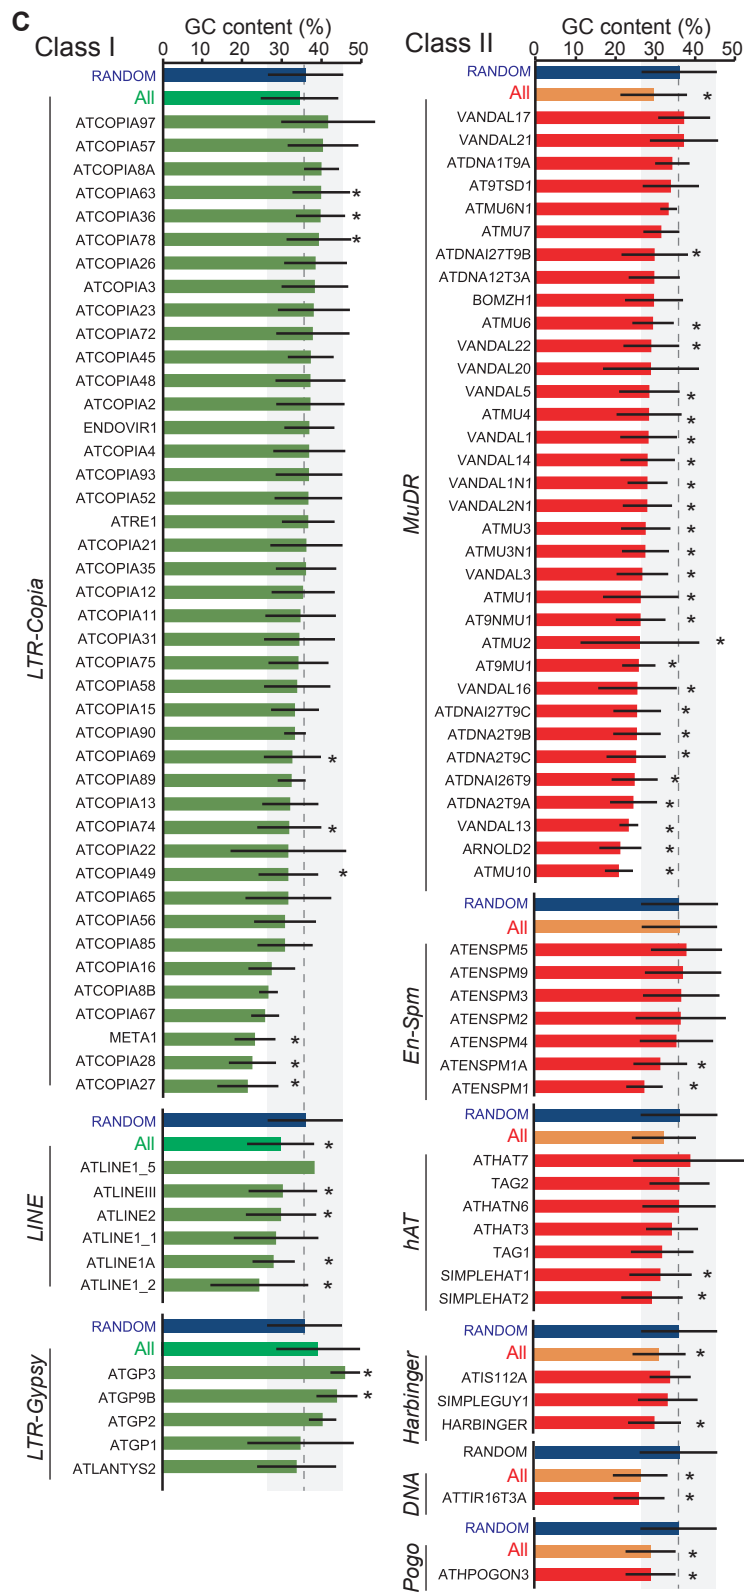 C
Class I
GC content (%)
0 10 20 30 40 50
RANDOM
All
LTR-Copia
ATCOPIA97
ATCOPIA57
ATCOPIA8A
ATCOPIA63 *
ATCOPIA36 *
ATCOPIA78 *
ATCOPIA26
ATCOPIA3
ATCOPIA23
ATCOPIA72
ATCOPIA45
ATCOPIA48
ATCOPIA2
ENDOVIR1
ATCOPIA4
ATCOPIA93
ATCOPIA52
ATRE1
ATCOPIA21
ATCOPIA35
ATCOPIA12
ATCOPIA11
ATCOPIA31
ATCOPIA75
ATCOPIA58
ATCOPIA15
ATCOPIA90
ATCOPIA69 *
ATCOPIA89
ATCOPIA13
ATCOPIA74 *
ATCOPIA22
ATCOPIA49 *
ATCOPIA65
ATCOPIA56
ATCOPIA85
ATCOPIA16
ATCOPIA8B
ATCOPIA67
META1 *
ATCOPIA28 *
ATCOPIA27 *
RANDOM
All *
LINE
ATLINE1_5
ATLINEIII *
ATLINE2 *
ATLINE1_1
ATLINE1A *
ATLINE1_2 *
RANDOM
All
LTR-Gypsy
ATGP3 *
ATGP9B *
ATGP2
ATGP1
ATLANTYS2
Class II
GC content (%)
0 10 20 30 40 50
RANDOM
All *
MuDR
VANDAL17
VANDAL21
ATDNA1T9A
AT9TSD1
ATMU6N1
ATMU7
ATDNAI27T9B *
ATDNA12T3A
BOMZH1
ATMU6 *
VANDAL22 *
VANDAL20
VANDAL5 *
ATMU4 *
VANDAL1 *
VANDAL14 *
VANDAL1N1 *
VANDAL2N1 *
ATMU3 *
ATMU3N1 *
VANDAL3 *
ATMU1 *
AT9NMU1 *
ATMU2 *
AT9MU1 *
VANDAL16 *
ATDNAI27T9C *
ATDNA2T9B *
ATDNA2T9C *
ATDNAI26T9 *
ATDNA2T9A *
VANDAL13 *
ARNOLD2 *
ATMU10 *
RANDOM
All
En-Spm
ATENSPM5
ATENSPM9
ATENSPM3
ATENSPM2
ATENSPM4
ATENSPM1A *
ATENSPM1 *
RANDOM
All
hAT
ATHAT7
TAG2
ATHATN6
ATHAT3
TAG1
SIMPLEHAT1 *
SIMPLEHAT2 *
RANDOM
All *
Harbinger
ATIS112A
SIMPLEGUY1
HARBINGER *
RANDOM
All *
DNA
ATTIR16T3A *
RANDOM
All *
Pogo
ATHPOGON3 *